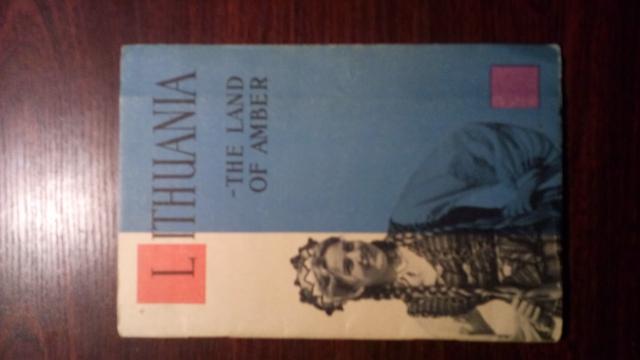 LITHUANIA
-THE LAND
OF AMBER